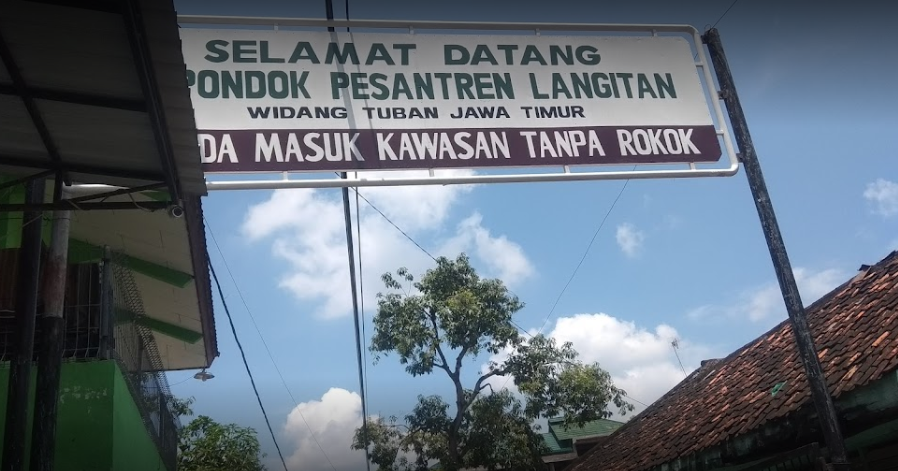 SELAMAT DATANG
PONDOK PESANTREN LANGITAN
WIDANG TUBAN JAWA TIMUR
DA MASUK KAWASAN TANPA ROKOK